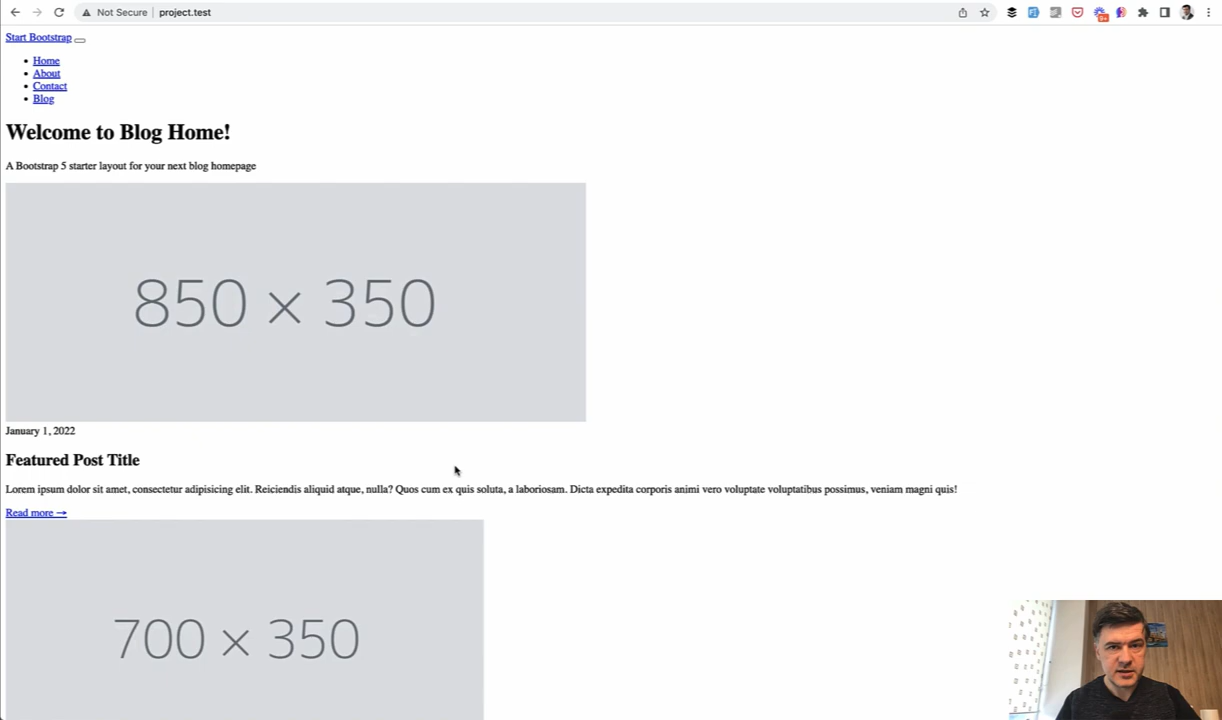 Not Secure project.test
9+
Start Bootstrap
Home
About
Contact
Blog
Welcome to Blog Home!
A Bootstrap 5 starter layout for your next blog homepage
850 × 350
January 1, 2022
Featured Post Title
Lorem ipsum dolor sit amet, consectetur adipisicing elit. Reiciendis aliquid atque, nulla? Quos cum ex quis soluta, a laboriosam. Dicta expedita corporis animi vero voluptate voluptatibus possimus, veniam magni quis!
Read more →
700 × 350